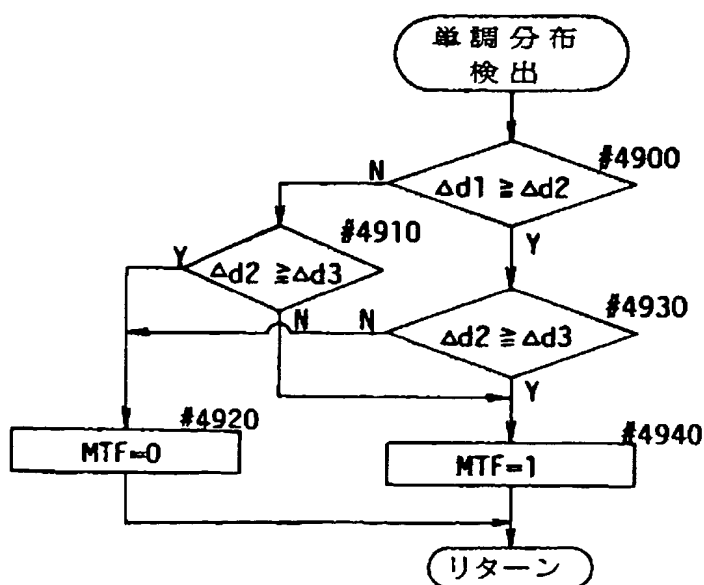 単調分布
検出
#4900
N
Δd1 ≧ Δd2
#4910
Y
Y
Δd2 ≧ Δd3
#4930
N
N
Δd2 ≧ Δd3
Y
#4920
#4940
MTF=0
MTF=1
リターン